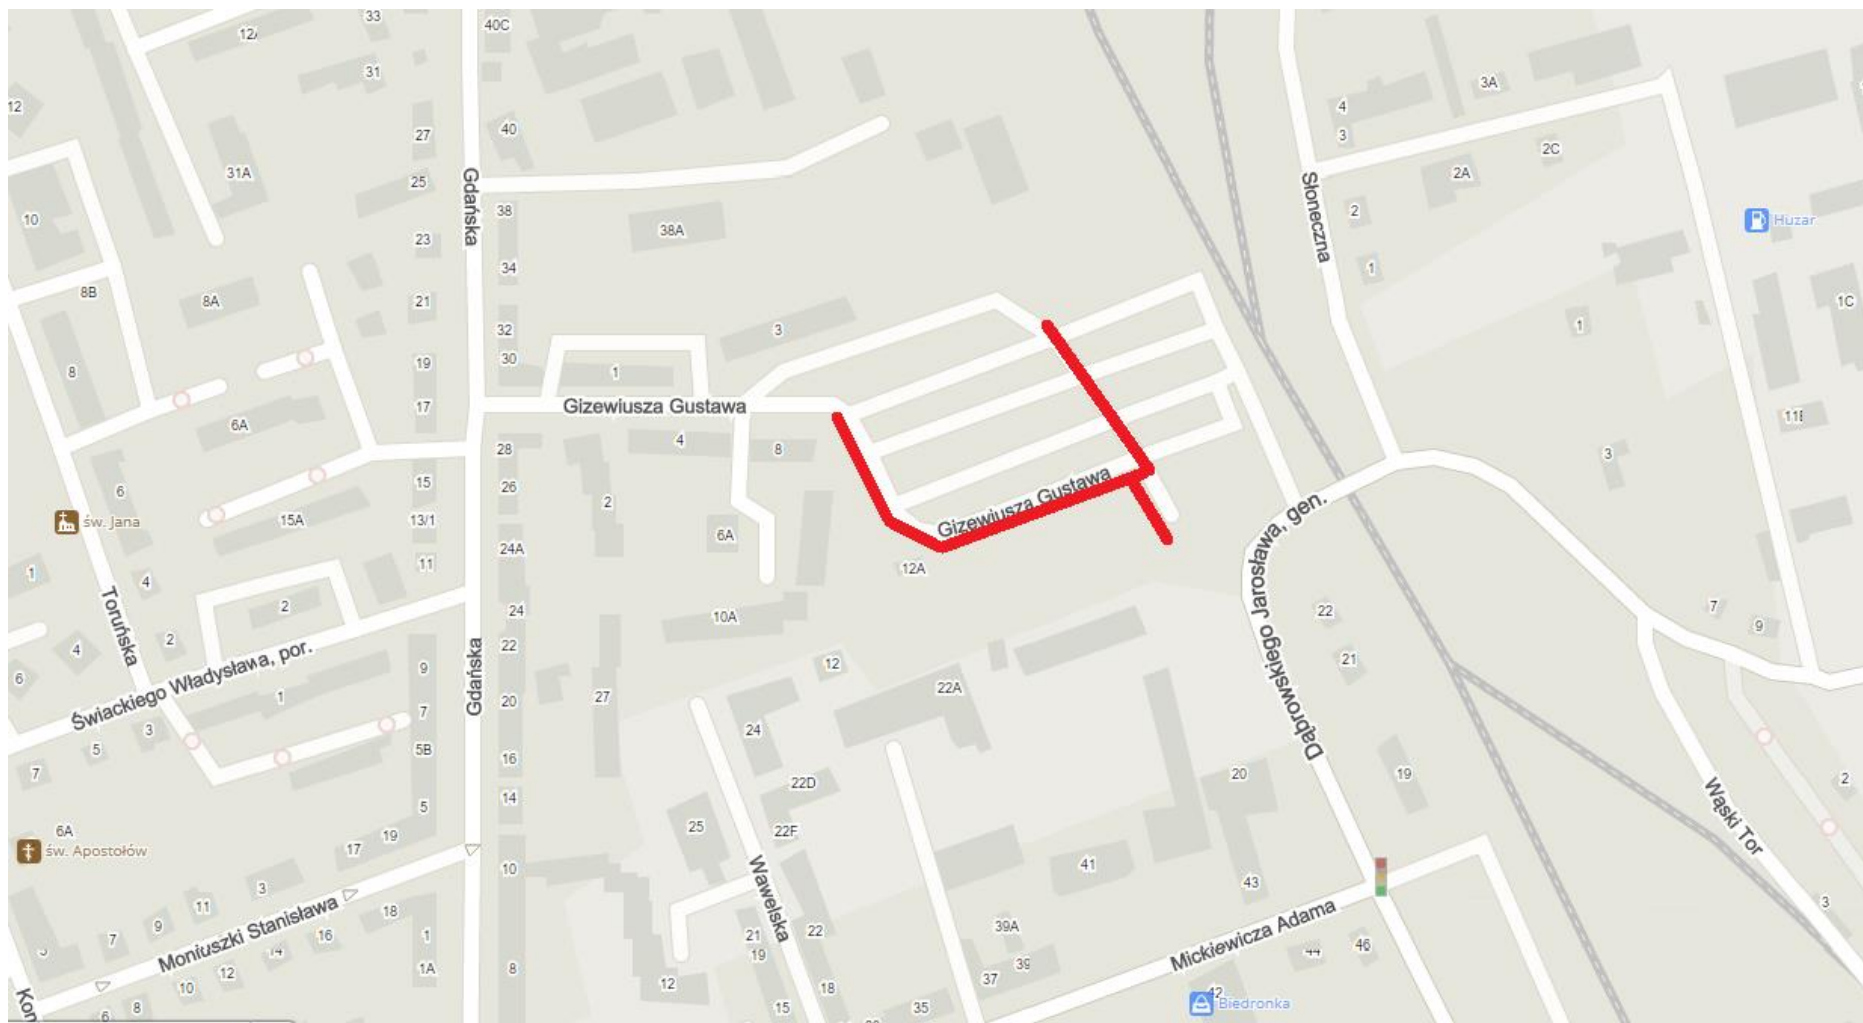 33
40C
12
31
3A
12
4
27
40
3
2C
31A
25
2A
Gdańska
Słoneczna
10
38
2
Huzar
38A
23
34
1
8B
8A
21
1C
32
3
1
30
19
8
1
17
Gizewiusza Gustawa
11E
6A
4
28
8
3
15
Gizewiusza Gustawa
6
26
2
św. Jana
15A
13/1
6A
Dąbrowskiego Jarosława, gen.
24A
1
11
12A
4
Toruńska
2
24
10A
22
7
2
9
4
22
Świackiego Władysława, por.
Gdańska
9
12
21
6
1
27
22A
20
7
3
24
5
5B
16
20
19
7
22D
2
14
5
Wąski Tor
6A
25
22F
19
św. Apostołów
17
41
10
Wawelska
43
3
11
Moniuszki Stanisława
18
3
9
39A
Mickiewicza Adama
16
1
21
22
7
14
44
46
19
39
12
1A
8
37
10
12
18
42
Biedronka
8
15
35
6